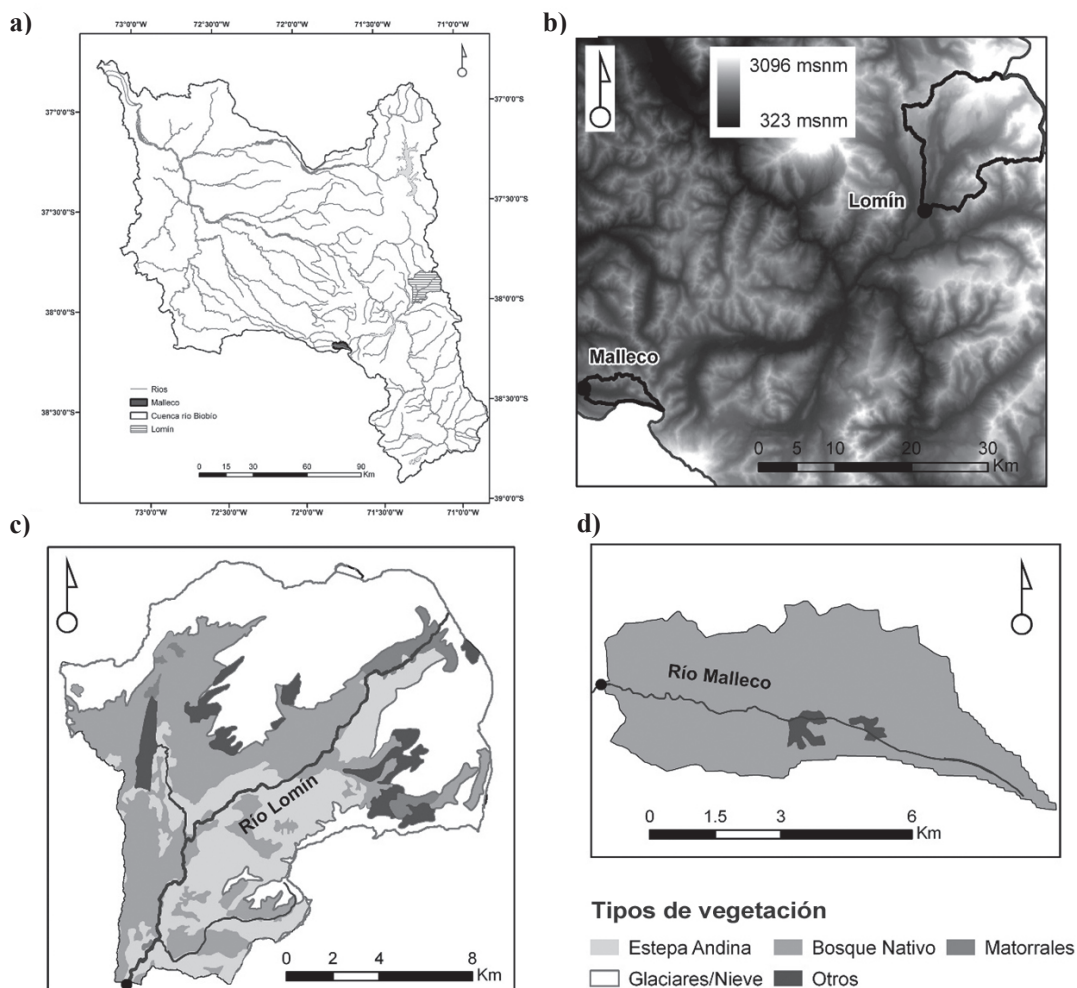 a)
73°0'0"W 72°30'0"W 72°0'0"W 71°30'0"W 71°0'0"W
37°0'0"S 37°0'0"S
37°30'0"S 37°30'0"S
38°0'0"S 38°0'0"S
38°30'0"S 38°30'0"S
39°0'0"S
Ríos
Malleco
Cuenca río Biobío
Lomín
0 15 30 60 90
Km
73°0'0"W 72°30'0"W 72°0'0"W 71°30'0"W 71°0'0"W
b)
3096 msnm
323 msnm
Lomín
Malleco
0 5 10 20 30
Km
c)
Río Lomín
0 2 4 8
Km
d)
Río Malleco
0 1.5 3 6
Km
Tipos de vegetación
Estepa Andina Bosque Nativo Matorrales
Glaciares/Nieve Otros